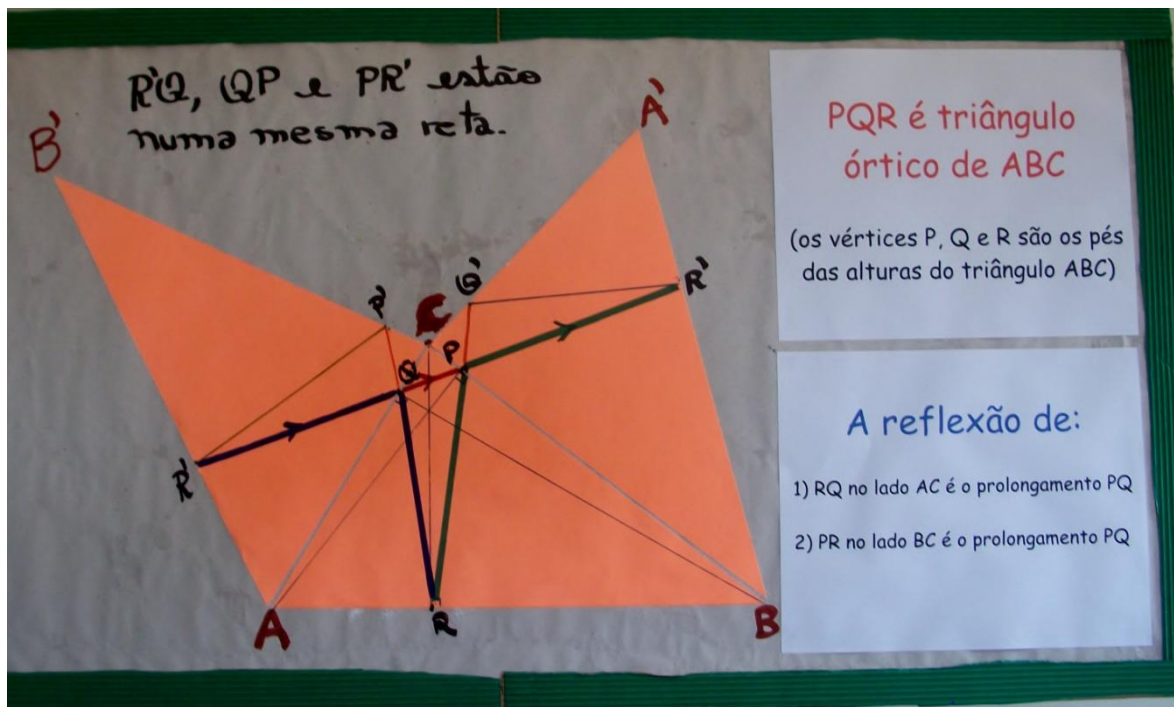 R'Q, QP e PR' estão
numa mesma reta.
B'
A'
P'
C
Q'
R'
Q
P
R'
A
R
B
PQR é triângulo
órtico de ABC
(os vértices P, Q e R são os pés
das alturas do triângulo ABC)
A reflexão de:
1) RQ no lado AC é o prolongamento PQ
2) PR no lado BC é o prolongamento PQ